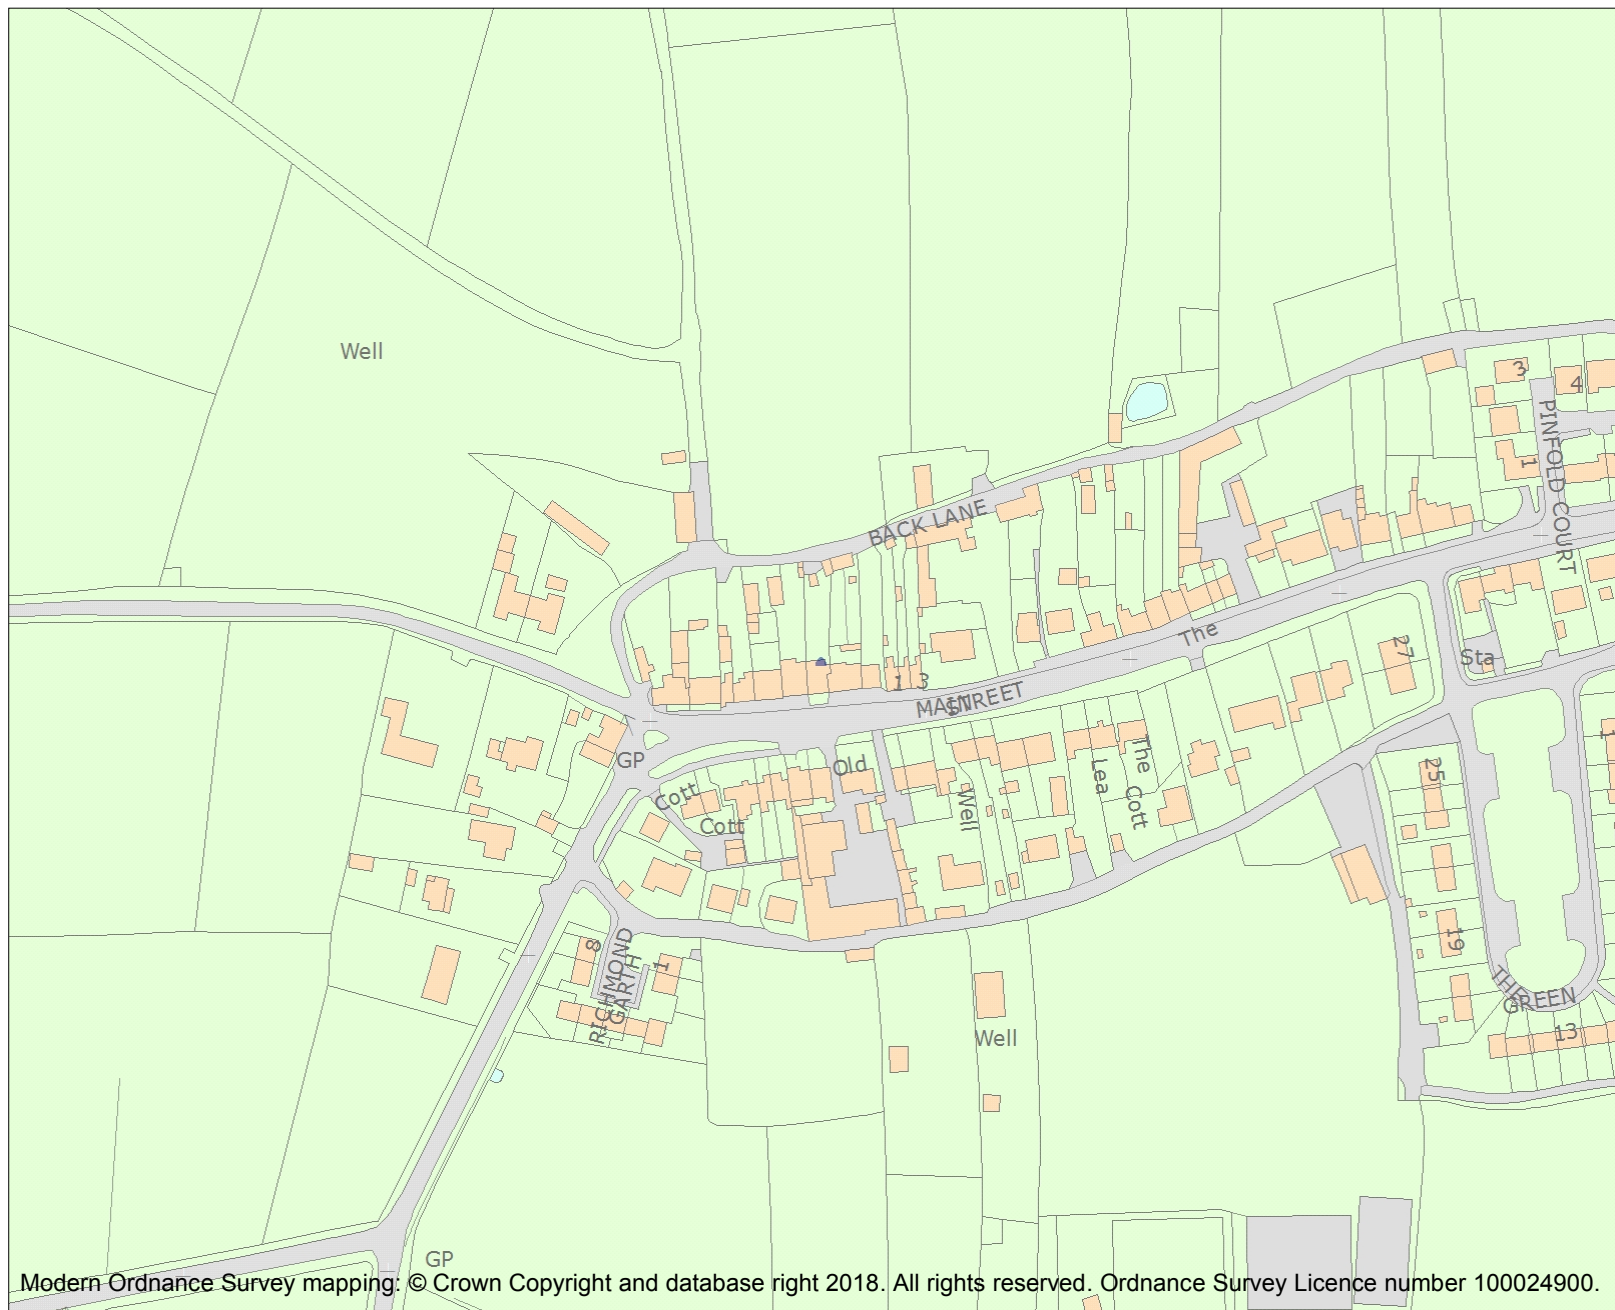 Well
3
4
PINFOLD COURT
1
BACK LANE
The
27
Sta
1 3
MAIN STREET
GP
Old
The Cott
Lea
Cott
Cott
Well
25
1
19
8
1
RICHMOND
GARTH
THE
GREEN
13
Well
GP
Modern Ordnance Survey mapping: © Crown Copyright and database right 2018. All rights reserved. Ordnance Survey Licence number 100024900.